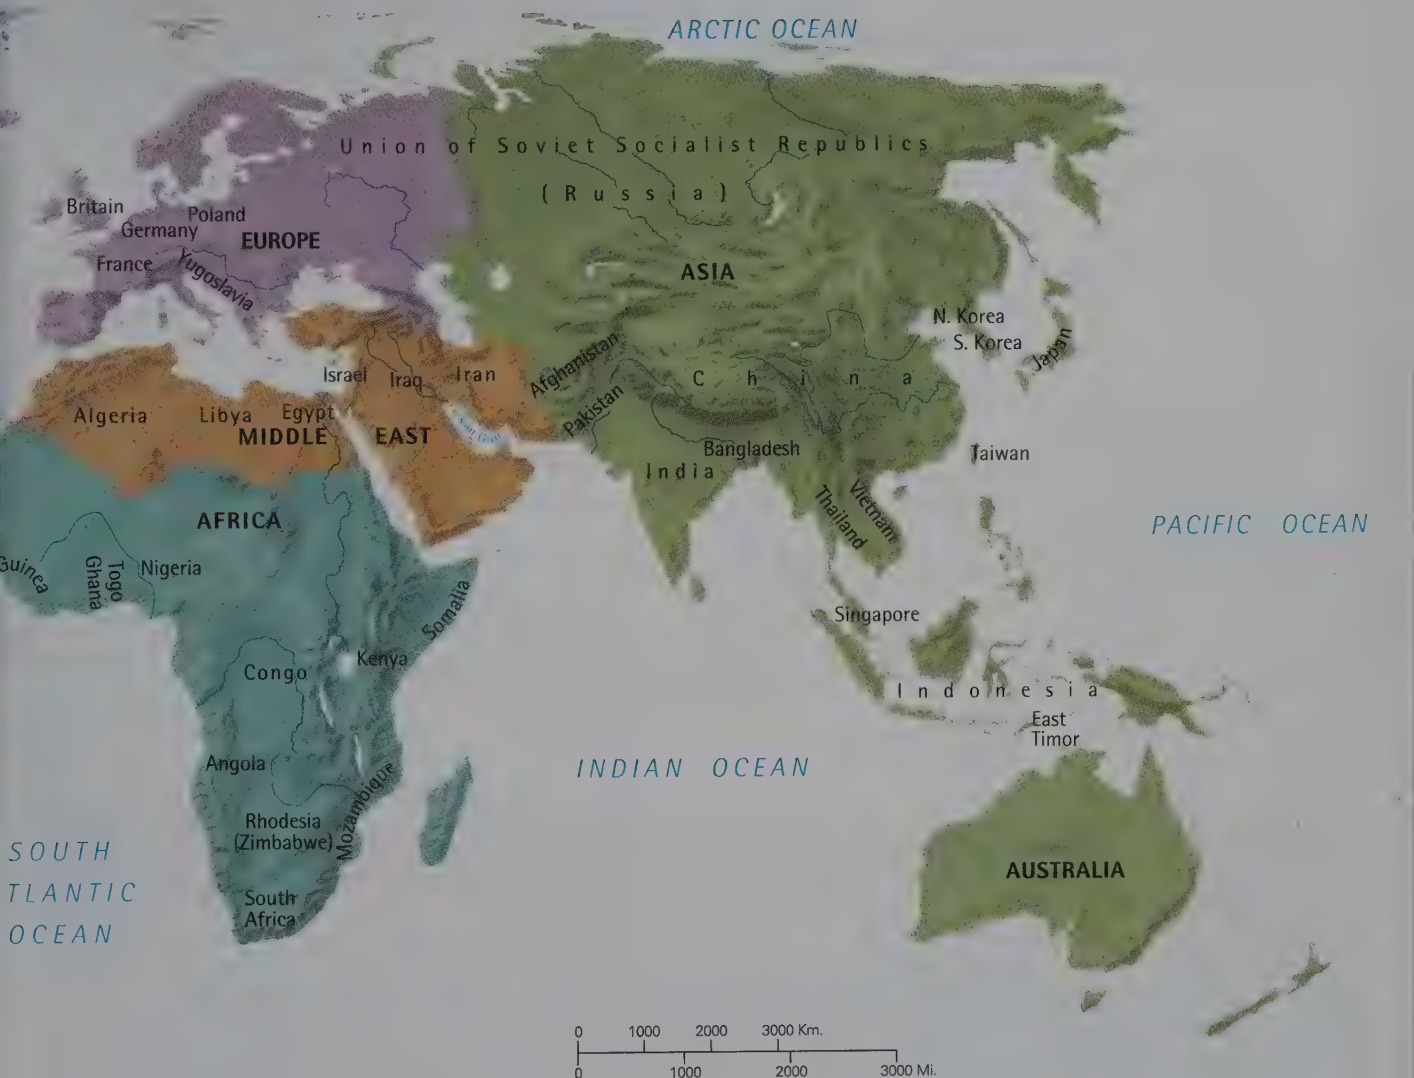 ARCTIC OCEAN
Union of Soviet Socialist Republics
(Russia)
Britain
Poland
Germany
EUROPE
France
Yugoslavia
ASIA
N. Korea
S. Korea
Japan
Israel
Iraq
Iran
Afghanistan
China
Pakistan
Algeria
Libya
Egypt
MIDDLE EAST
Bangladesh
India
Taiwan
Thailand
Vietnam
AFRICA
PACIFIC OCEAN
Guinea
Ghana
Togo
Nigeria
Somalia
Singapore
Congo
Kenya
Indonesia
East
Timor
Angola
INDIAN OCEAN
Mozambique
Rhodesia
(Zimbabwe)
SOUTH
TLANTIC
OCEAN
AUSTRALIA
South
Africa
0 1000 2000 3000 Km.
0 1000 2000 3000 Mi.